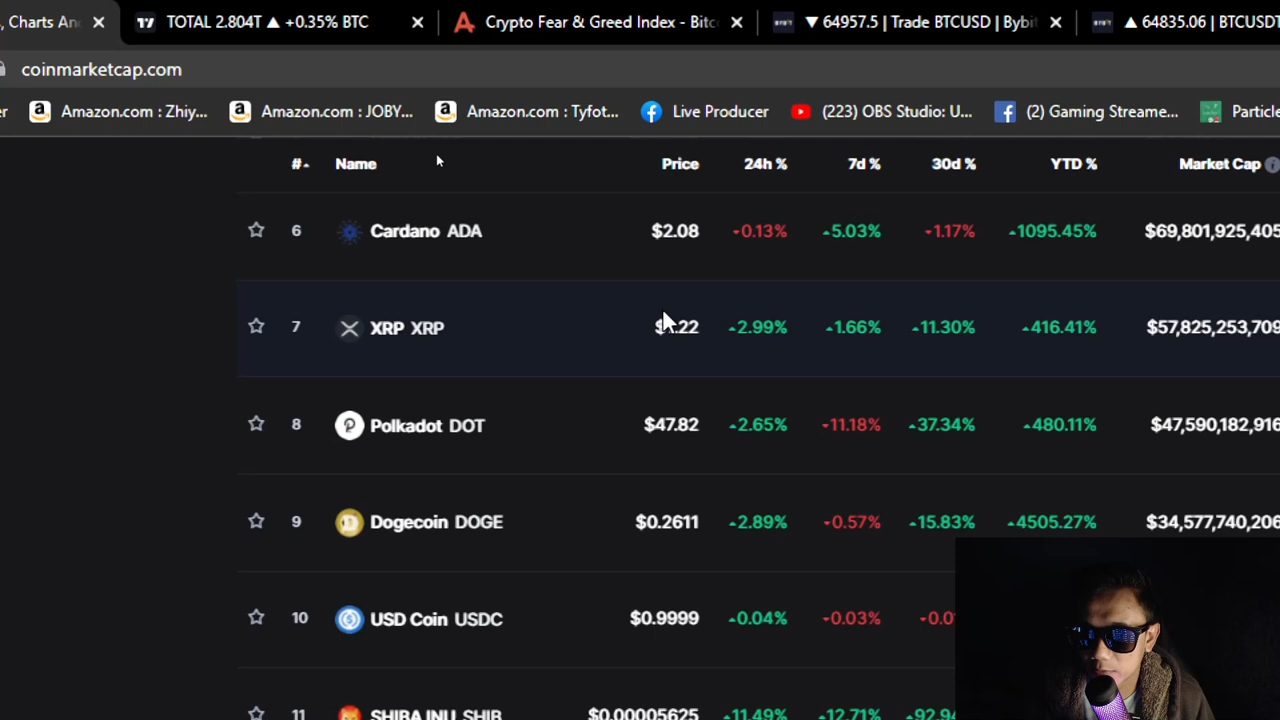 , Charts An
TOTAL 2.804T ▲ +0.35% BTC
Crypto Fear & Greed Index - Bitc
▼ 64957.5 | Trade BTCUSD | Bybi
▲ 64835.06 | BTCUSDT
coinmarketcap.com
er
Amazon.com : Zhiy...
Amazon.com : JOBY...
Amazon.com : Tyfot...
Live Producer
(223) OBS Studio: U...
(2) Gaming Streame...
Particle
# Name Price 24h % 7d % 30d % YTD % Market Cap
6 Cardano ADA $2.08 0.13% 5.03% 1.17% 1095.45% $69,801,925,405
7 XRP XRP .22 2.99% 1.66% 11.30% 416.41% $57,825,253,709
8 Polkadot DOT $47.82 2.65% 11.18% 37.34% 480.11% $47,590,182,916
9 Dogecoin DOGE $0.2611 2.89% 0.57% 15.83% 4505.27% $34,577,740,206
10 USD Coin USDC $0.9999 0.04% 0.03% 0.0
11 SHIBA INU SHIB $0.00005625 11.49% 12.71% 92.94